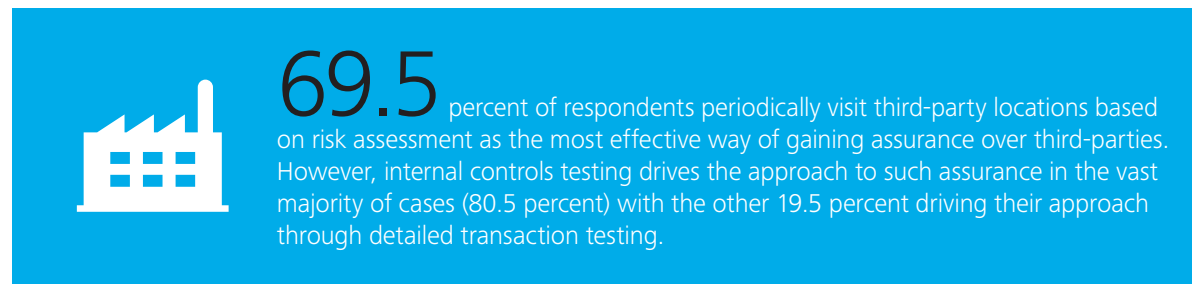 69.5 percent of respondents periodically visit third-party locations based
on risk assessment as the most effective way of gaining assurance over third-parties.
However, internal controls testing drives the approach to such assurance in the vast
majority of cases (80.5 percent) with the other 19.5 percent driving their approach
through detailed transaction testing.